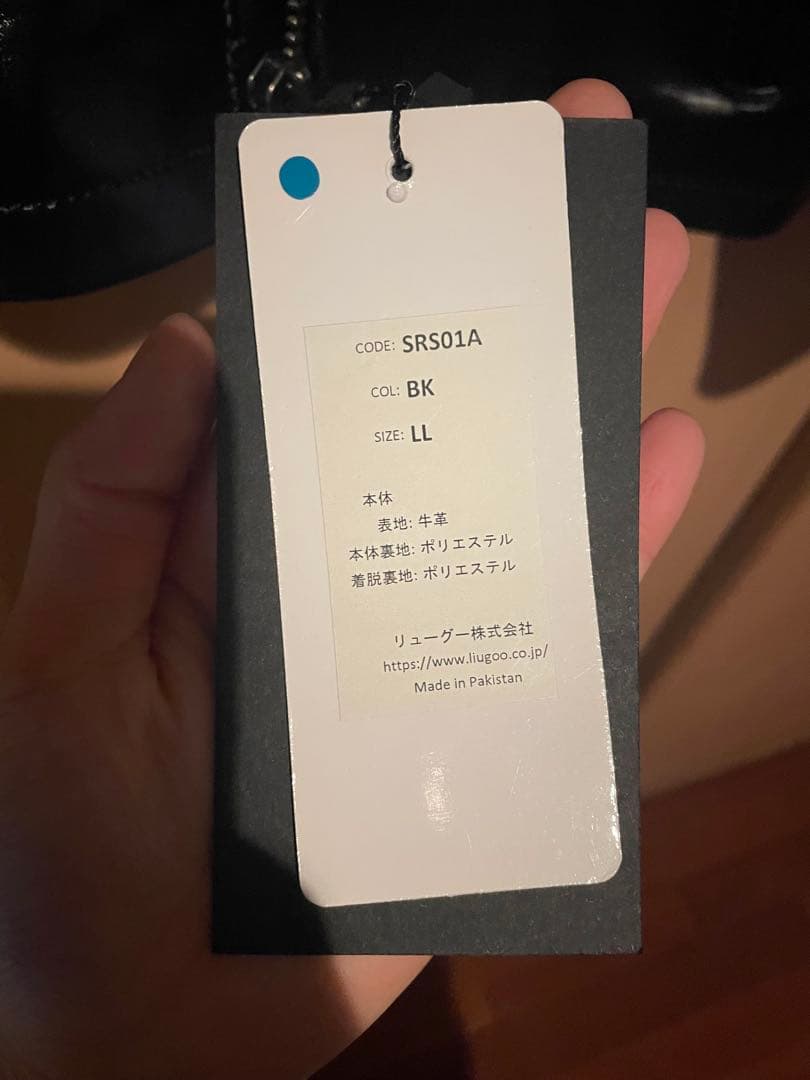 CODE: SRS01A
COL: BK
SIZE: LL
本体
表地: 牛革
本体裏地: ポリエステル
着脱裏地: ポリエステル
リューグー株式会社
https://www.liugoo.co.jp/
Made in Pakistan